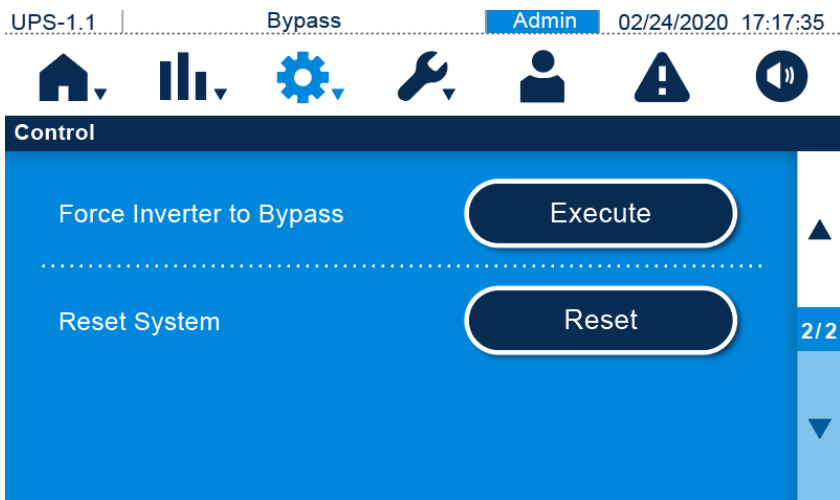 UPS-1.1 Bypass Admin 02/24/2020 17:17:35
Control
Force Inverter to Bypass Execute
Reset System Reset
2/2